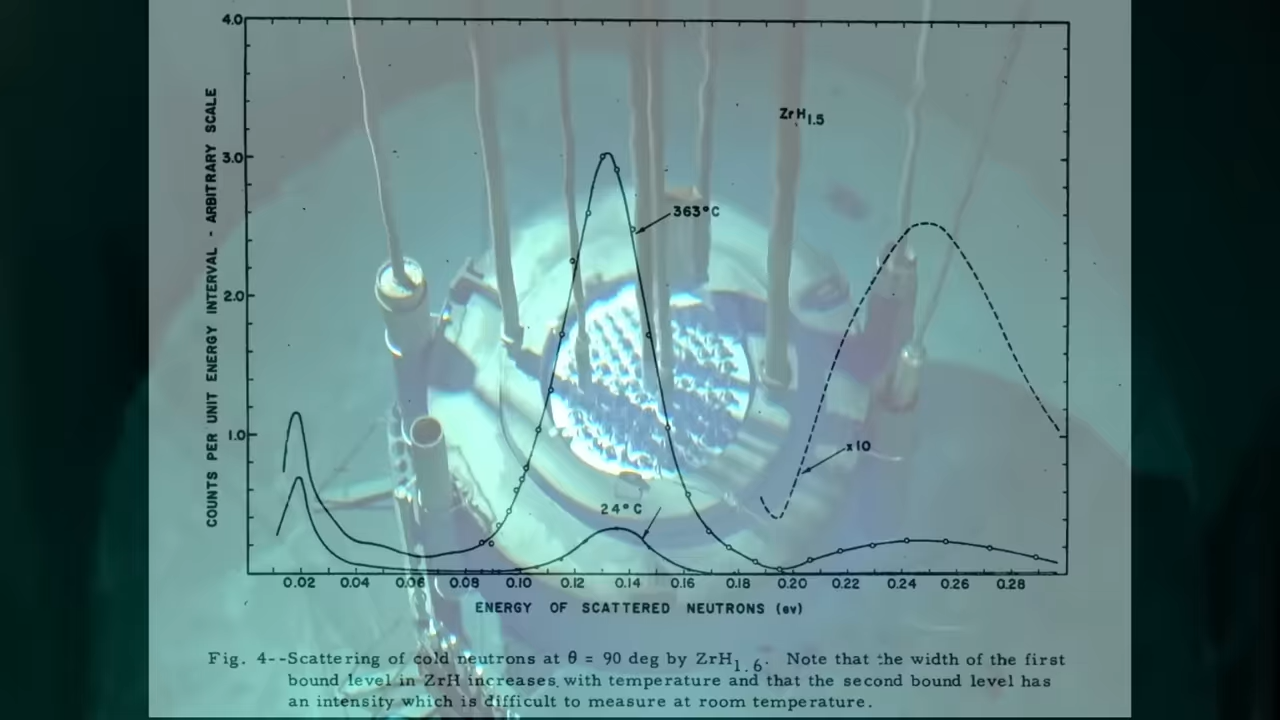 4.0
3.0
2.0
1.0
COUNTS PER UNIT ENERGY INTERVAL - ARBITRARY SCALE
ZrH1.5
363°C
x10
24°C
0.02 0.04 0.06 0.08 0.10 0.12 0.14 0.16 0.18 0.20 0.22 0.24 0.26 0.28
ENERGY OF SCATTERED NEUTRONS (ev)
Fig. 4--Scattering of cold neutrons at θ = 90 deg by ZrH1.6. Note that the width of the first
bound level in ZrH increases with temperature and that the second bound level has
an intensity which is difficult to measure at room temperature.